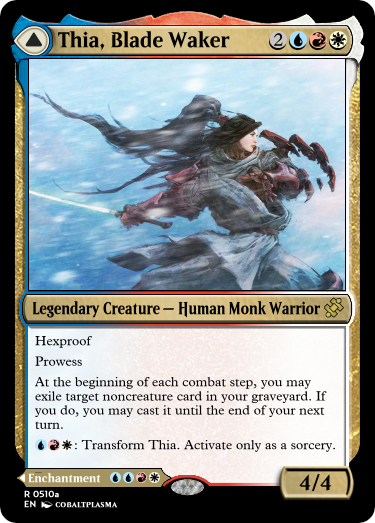 Thia, Blade Waker 2
Legendary Creature — Human Monk Warrior
Hexproof
Prowess
At the beginning of each combat step, you may
exile target noncreature card in your graveyard. If
you do, you may cast it until the end of your next
turn.
: Transform Thia. Activate only as a sorcery.
Enchantment
4/4
R 0510a
EN COBALTPLASMA